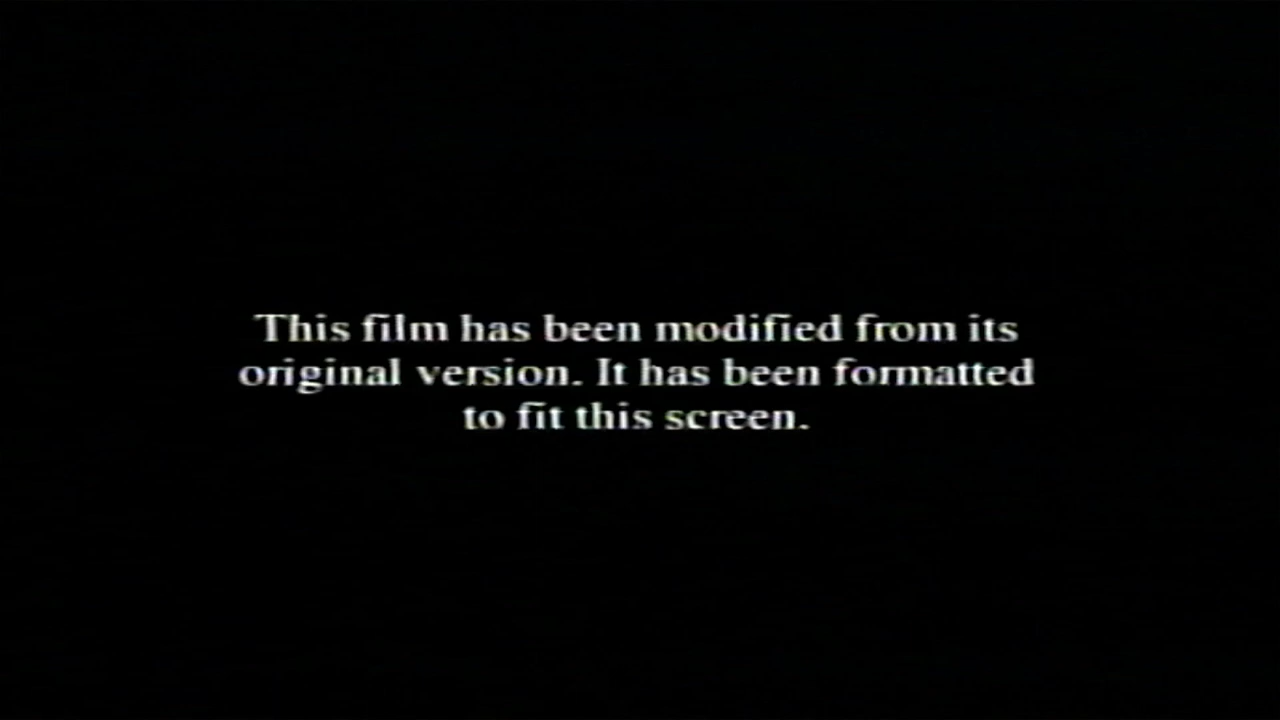 This film has been modified from its
original version. It has been formatted
to fit this screen.